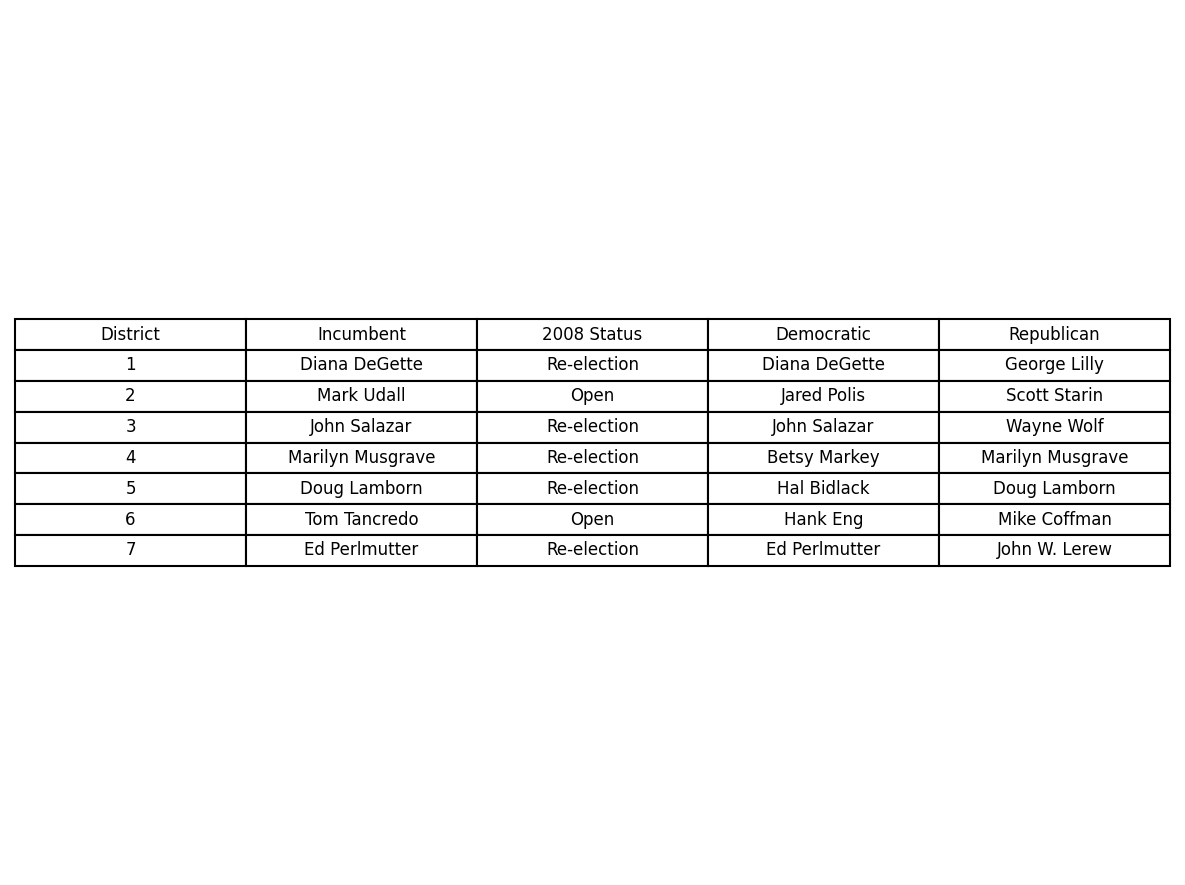 District Incumbent 2008 Status Democratic Republican
1 Diana DeGette Re-election Diana DeGette George Lilly
2 Mark Udall Open Jared Polis Scott Starin
3 John Salazar Re-election John Salazar Wayne Wolf
4 Marilyn Musgrave Re-election Betsy Markey Marilyn Musgrave
5 Doug Lamborn Re-election Hal Bidlack Doug Lamborn
6 Tom Tancredo Open Hank Eng Mike Coffman
7 Ed Perlmutter Re-election Ed Perlmutter John W. Lerew